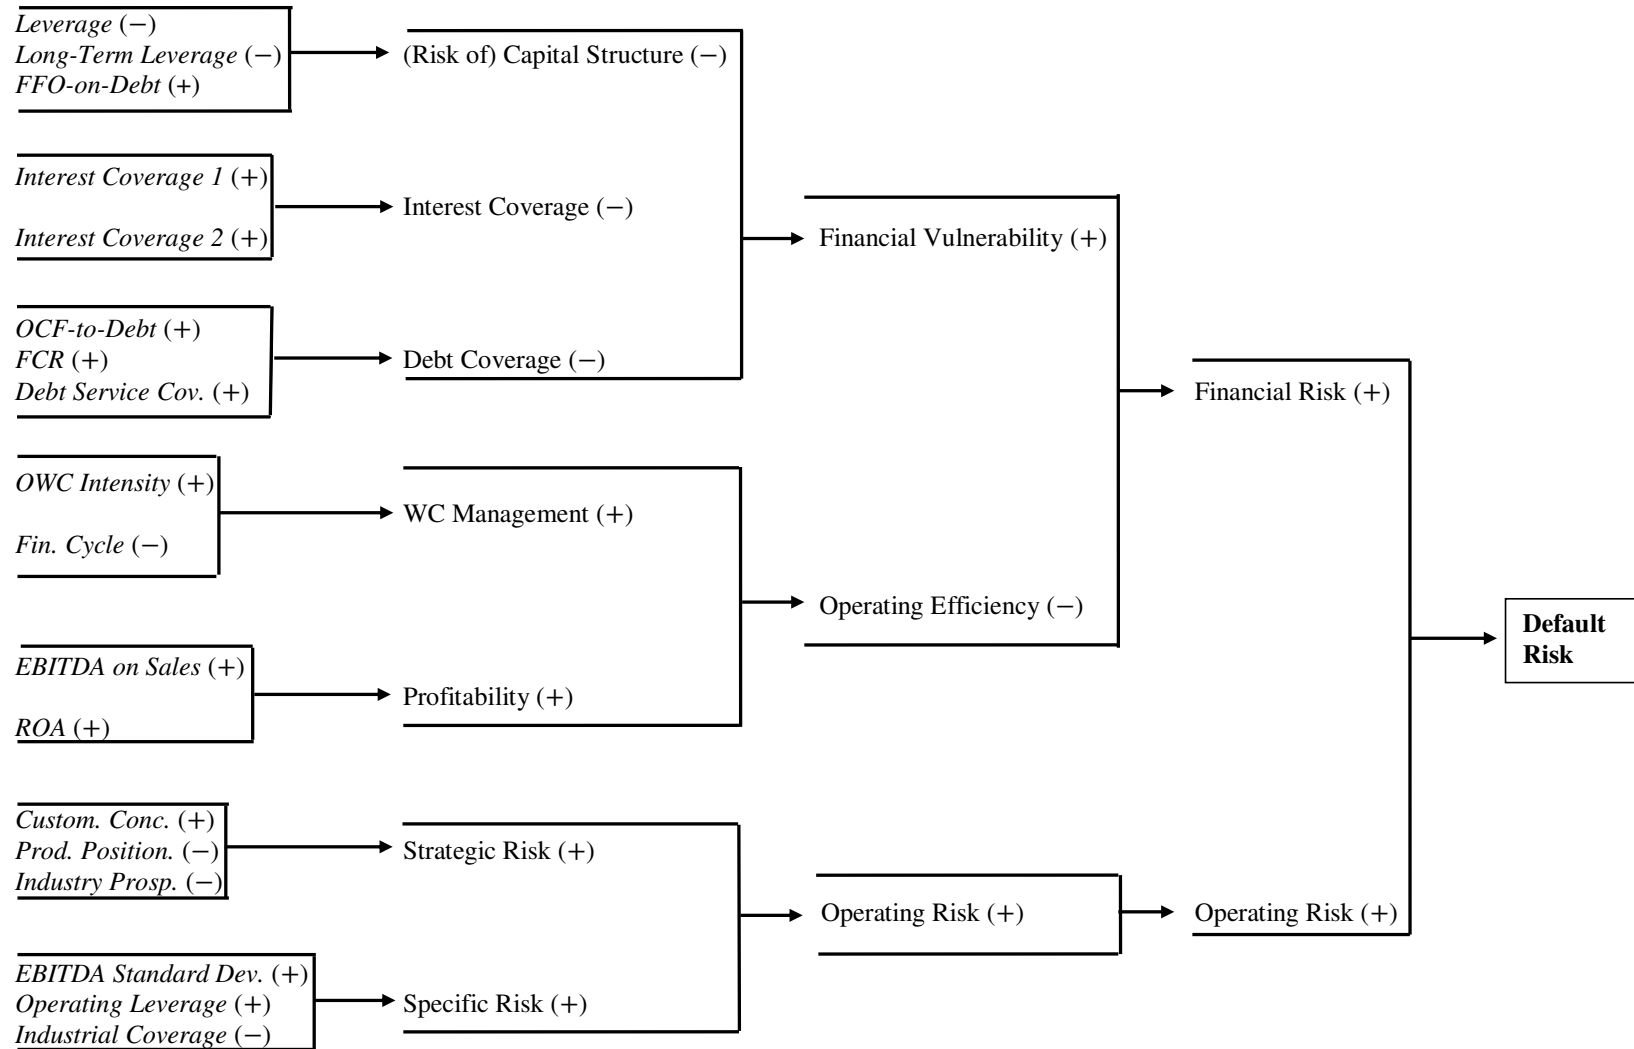 Leverage (−)
Long-Term Leverage (−)
FFO-on-Debt (+)
(Risk of) Capital Structure (−)
Interest Coverage 1 (+)
Interest Coverage 2 (+)
Interest Coverage (−)
OCF-to-Debt (+)
FCR (+)
Debt Service Cov. (+)
Debt Coverage (−)
Financial Vulnerability (+)
OWC Intensity (+)
Fin. Cycle (−)
WC Management (+)
EBITDA on Sales (+)
ROA (+)
Profitability (+)
Operating Efficiency (−)
Financial Risk (+)
Custom. Conc. (+)
Prod. Position. (−)
Industry Prosp. (−)
Strategic Risk (+)
EBITDA Standard Dev. (+)
Operating Leverage (+)
Industrial Coverage (−)
Specific Risk (+)
Operating Risk (+)
Operating Risk (+)
Default
Risk